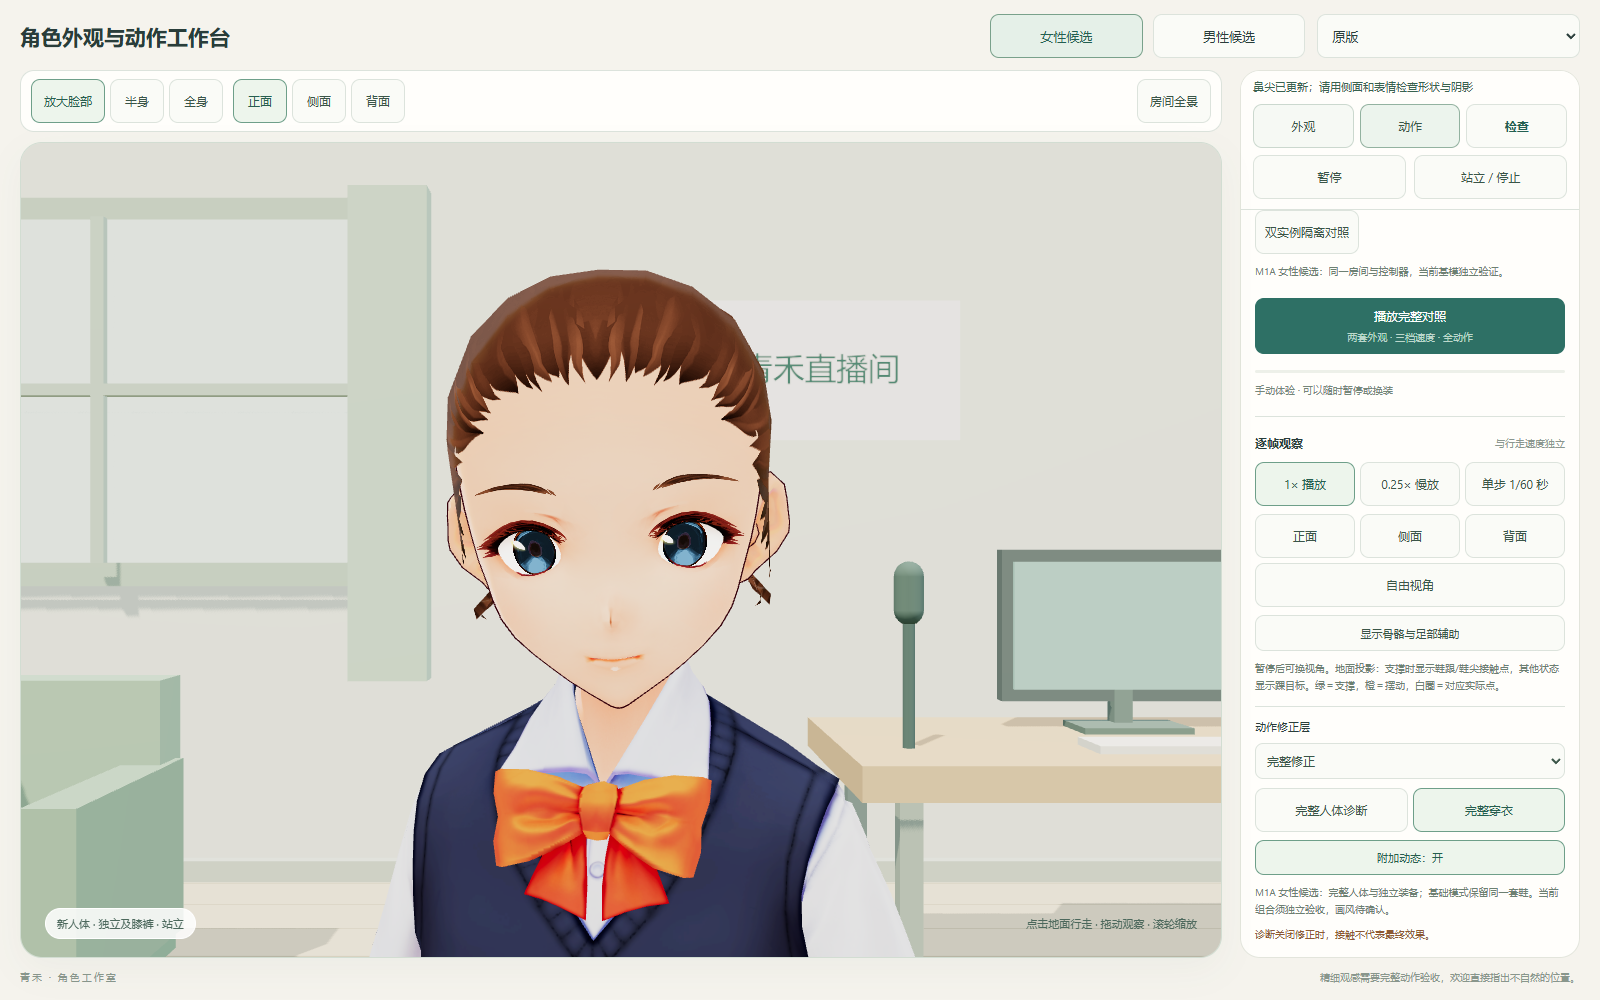 角色外观与动作工作台
女性候选
男性候选
原版
放大脸部
半身
全身
正面
侧面
背面
房间全景
青禾直播间
新人体 · 独立及膝裤 · 站立
点击地面行走 · 拖动观察 · 滚轮缩放
鼻尖已更新；请用侧面和表情检查形状与阴影
外观
动作
检查
暂停
站立 / 停止
双实例隔离对照
M1A 女性候选：同一房间与控制器，当前基模独立验证。
播放完整对照
两套外观 · 三档速度 · 全动作
手动体验 · 可以随时暂停或换装
逐帧观察
与行走速度独立
1× 播放
0.25× 慢放
单步 1/60 秒
正面
侧面
背面
自由视角
显示骨骼与足部辅助
暂停后可换视角。地面投影：支撑时显示鞋跟/鞋尖接触点，其他状态
显示踝目标。绿＝支撑，橙＝摆动，白圈＝对应实际点。
动作修正层
完整修正
完整人体诊断
完整穿衣
附加动态：开
M1A 女性候选：完整人体与独立装备；基础模式保留同一套鞋。当前
组合须独立验收，画风待确认。
诊断关闭修正时，接触不代表最终效果。
青禾 · 角色工作室
精细观感需要完整动作验收，欢迎直接指出不自然的位置。